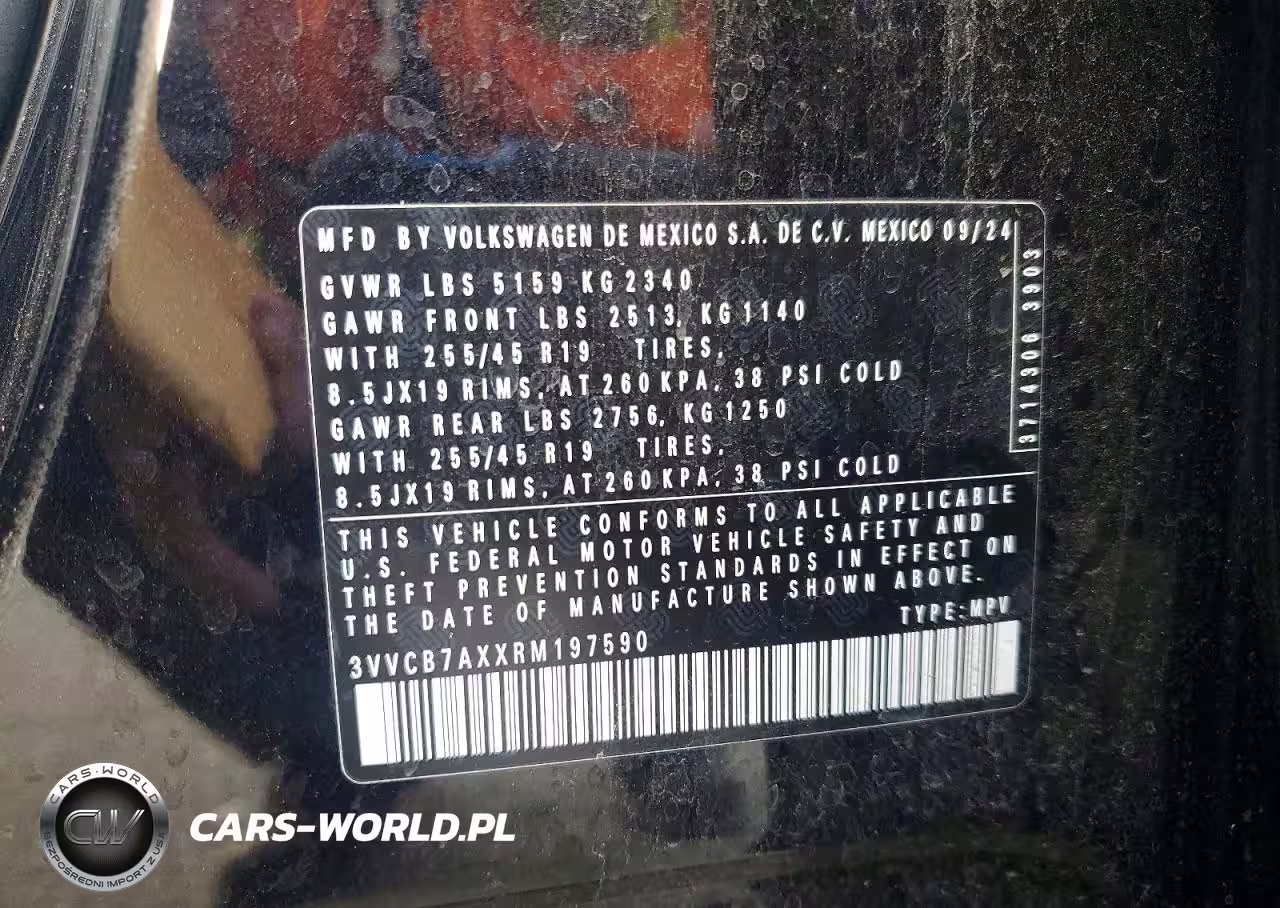 MFD BY VOLKSWAGEN DE MEXICO S.A. DE C.V. MEXICO 09/24
GVWR LBS 5159 KG 2340
GAWR FRONT LBS 2513, KG 1140
WITH 255/45 R19 TIRES,
8.5JX19 RIMS, AT 260 KPA, 38 PSI COLD
GAWR REAR LBS 2756, KG 1250
WITH 255/45 R19 TIRES,
8.5JX19 RIMS, AT 260 KPA, 38 PSI COLD
3714306 3903
THIS VEHICLE CONFORMS TO ALL APPLICABLE
U.S. FEDERAL MOTOR VEHICLE SAFETY AND
THEFT PREVENTION STANDARDS IN EFFECT ON
THE DATE OF MANUFACTURE SHOWN ABOVE.
TYPE:MPV
3VVCB7AXXRM197590
CARS-WORLD
CW
BEZPOŚREDNI IMPORT Z USA
CARS-WORLD.PL